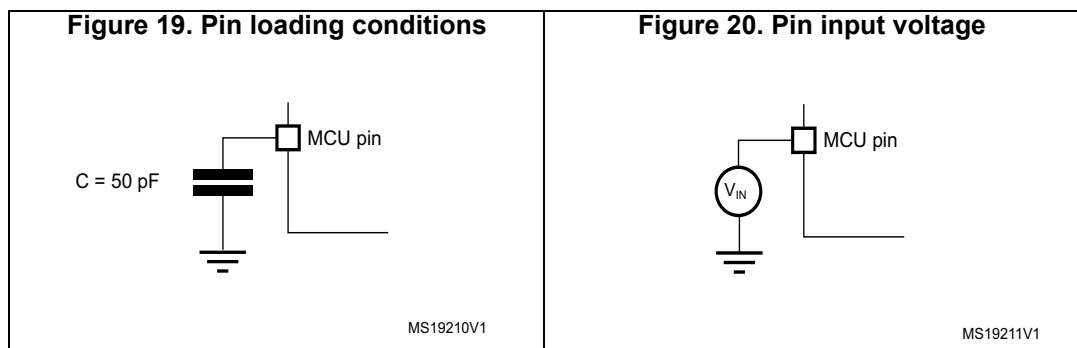 Figure 19. Pin loading conditions
MCU pin
C = 50 pF
MS19210V1
Figure 20. Pin input voltage
MCU pin
VIN
MS19211V1